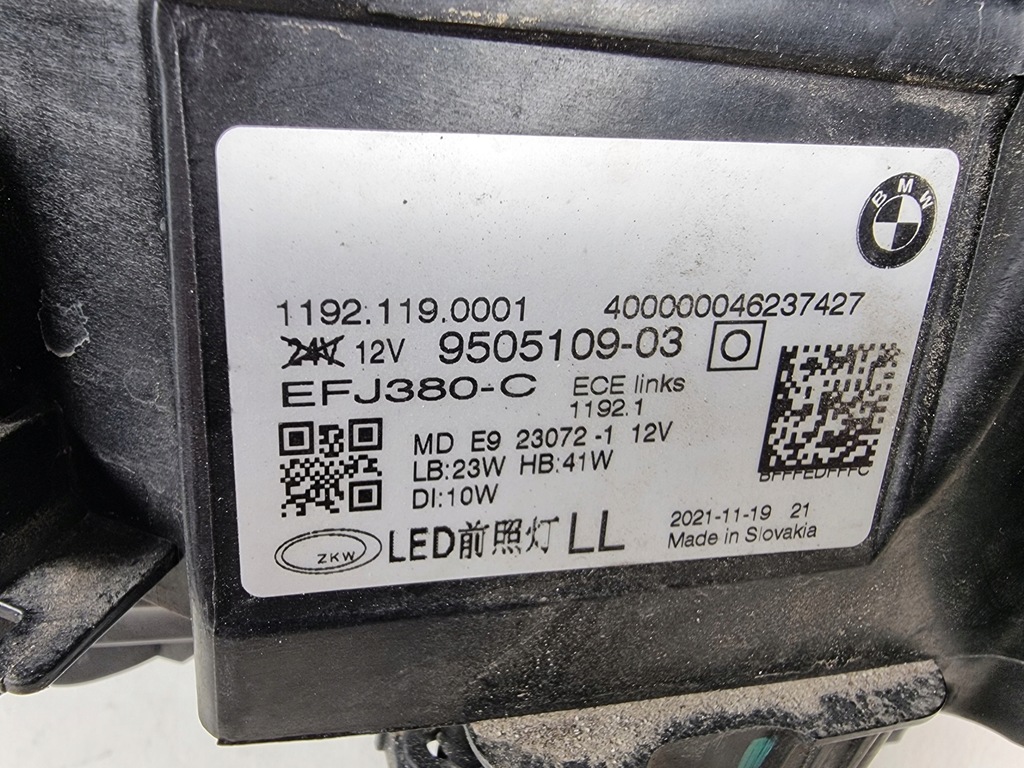 BMW
1192.119.0001 400000046237427
24V 12V 9505109-03 O
EFJ380-C ECE links
1192.1
MD E9 23072-1 12V
LB:23W HB:41W
DI:10W
BFFFEDFFFC
ZKW LED前照灯 LL
2021-11-19 21
Made in Slovakia